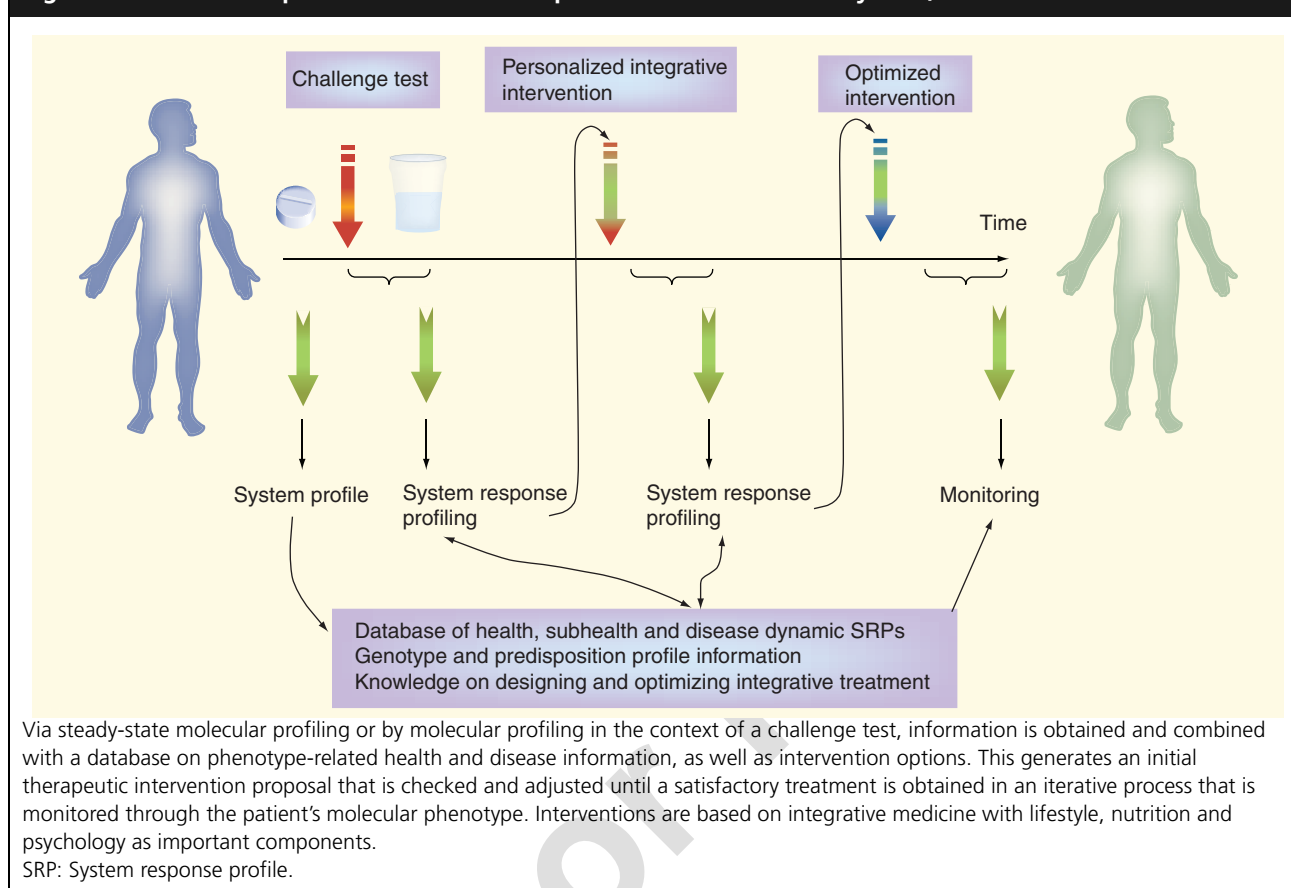 Challenge test
Personalized integrative
intervention
Optimized
intervention
Time
System profile
System response
profiling
System response
profiling
Monitoring
Database of health, subhealth and disease dynamic SRPs
Genotype and predisposition profile information
Knowledge on designing and optimizing integrative treatment
Via steady-state molecular profiling or by molecular profiling in the context of a challenge test, information is obtained and combined
with a database on phenotype-related health and disease information, as well as intervention options. This generates an initial
therapeutic intervention proposal that is checked and adjusted until a satisfactory treatment is obtained in an iterative process that is
monitored through the patient's molecular phenotype. Interventions are based on integrative medicine with lifestyle, nutrition and
psychology as important components.
SRP: System response profile.